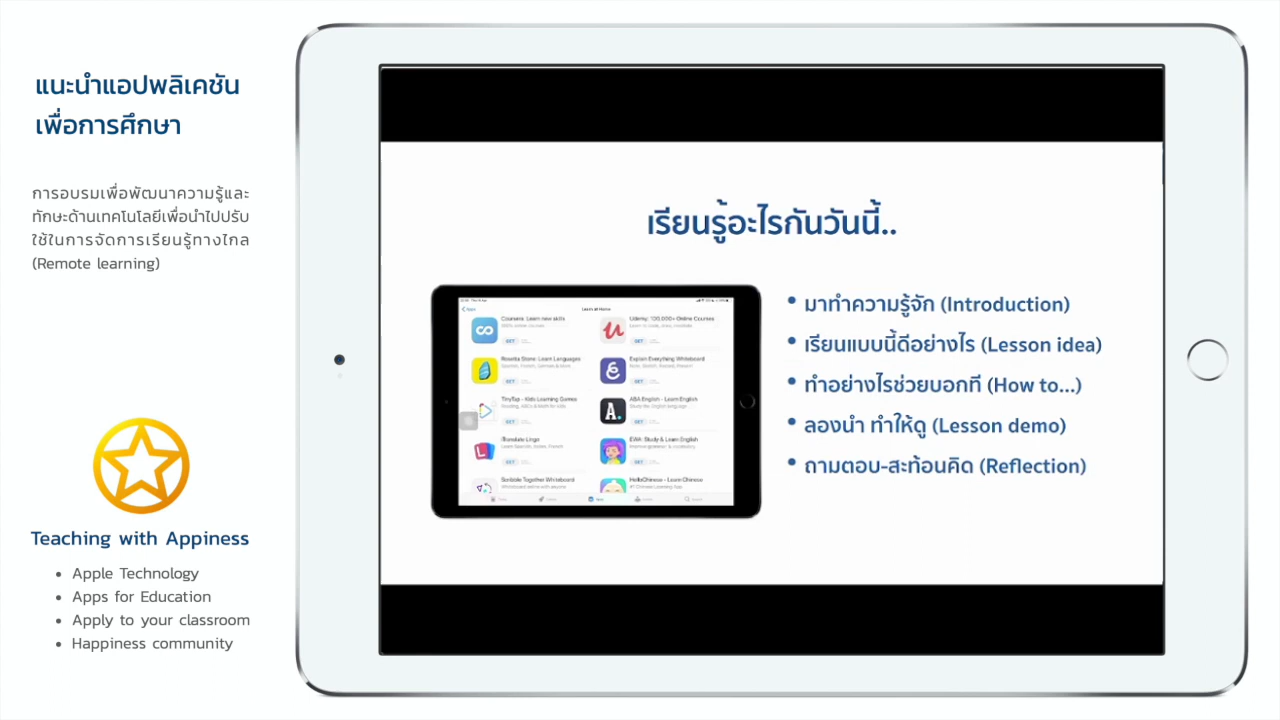 แนะนำแอปพลิเคชัน
เพื่อการศึกษา
การอบรมเพื่อพัฒนาความรู้และ
ทักษะด้านเทคโนโลยีเพื่อนำไปปรับ
ใช้ในการจัดการเรียนรู้ทางไกล
(Remote learning)
Teaching with Appiness
• Apple Technology
• Apps for Education
• Apply to your classroom
• Happiness community
เรียนรู้อะไรกันวันนี้..
• มาทำความรู้จัก (Introduction)
• เรียนแบบนี้ดีอย่างไร (Lesson idea)
• ทำอย่างไรช่วยบอกที (How to...)
• ลองนำ ทำให้ดู (Lesson demo)
• ถามตอบ-สะท้อนคิด (Reflection)
Learn at Home
Coursera: Learn new skills
GET
Udemy: 130,000+ Online Courses
GET
Rosetta Stone: Learn Languages
GET
Explain Everything Whiteboard
GET
TinyTap - Kids Learning Games
GET
ABA English - Learn English
GET
GET
EWA: Study & Learn English
GET
Scribble Together Whiteboard
HelloChinese - Learn Chinese